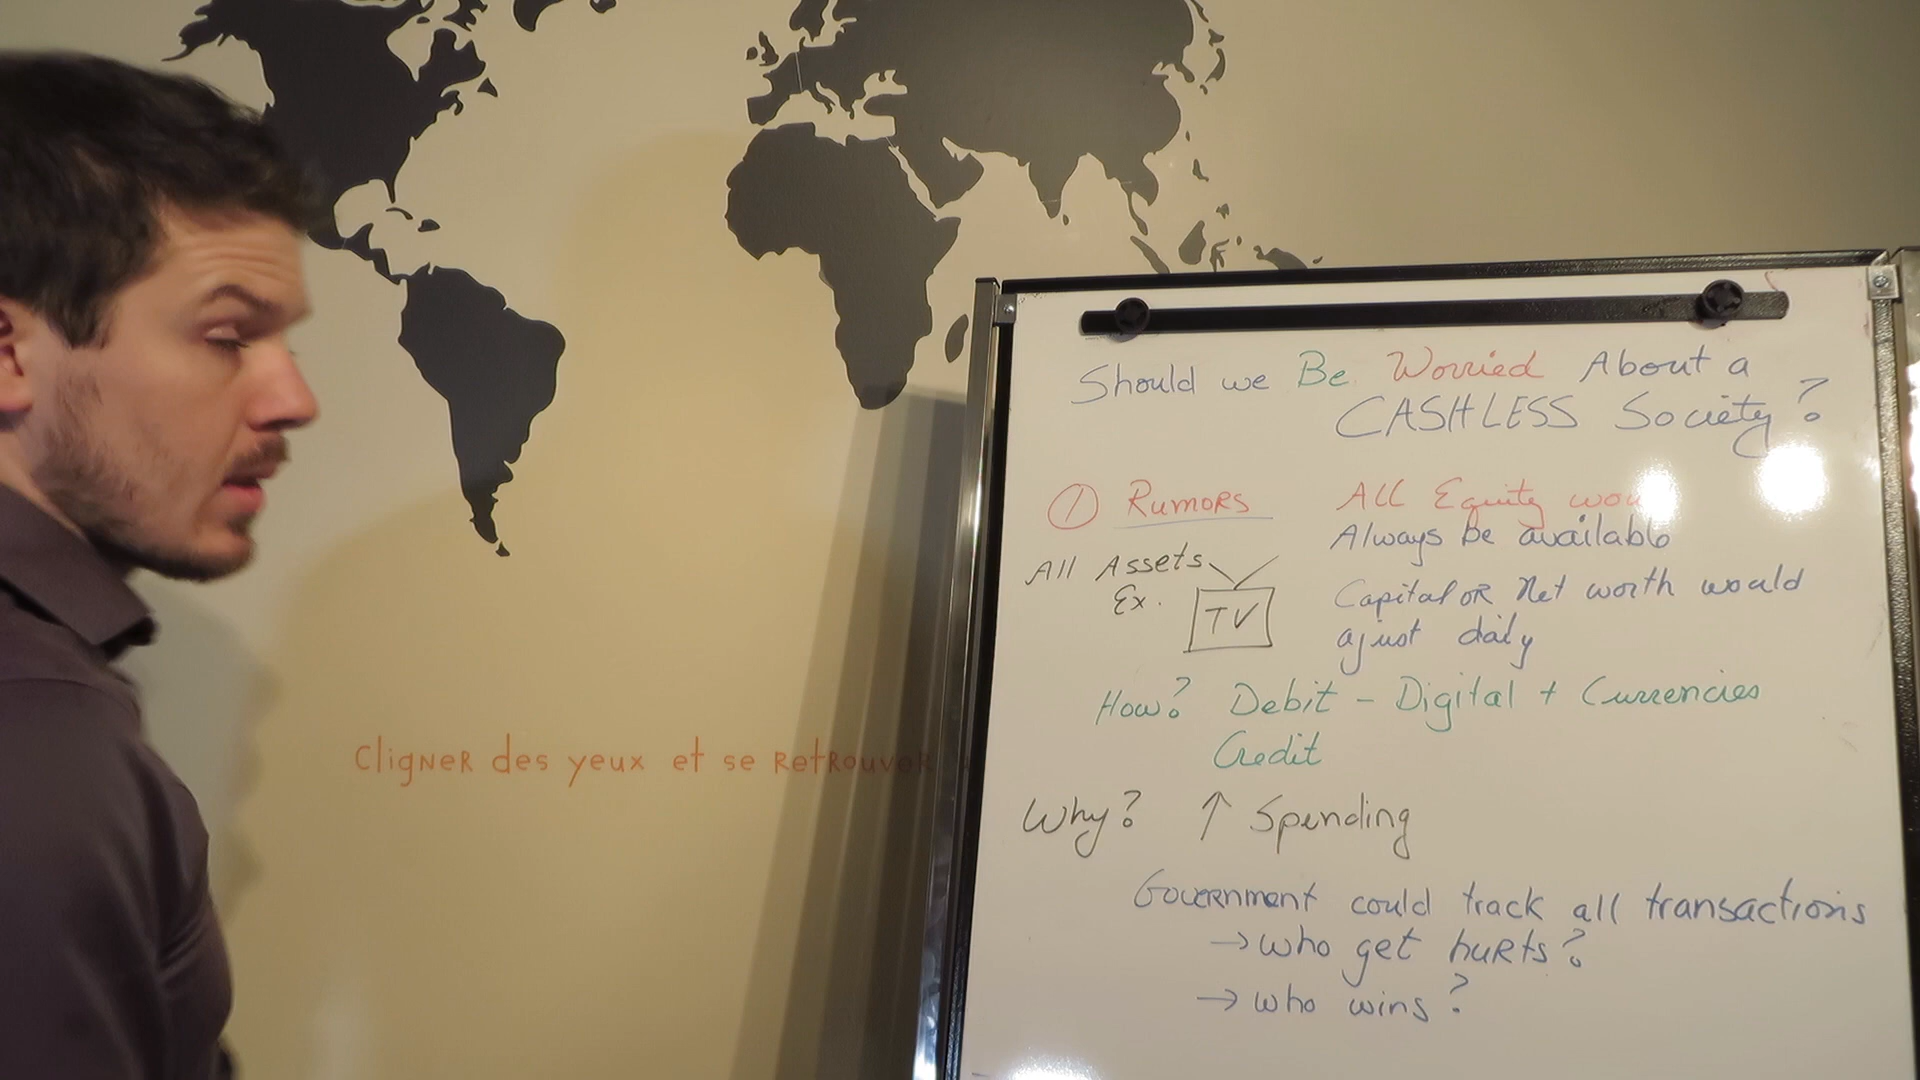 Cligner des yeux et se retrouver
Should we Be Worried About a
CASHLESS Society?
1 Rumors
All Assets
Ex.
TV
All Equity
Always be available
Capital or Net worth would
ajust daily
How? Debit - Digital + Currencies
Credit
Why? ↑ Spending
Government could track all transactions
→ who get hurts?
→ who wins?